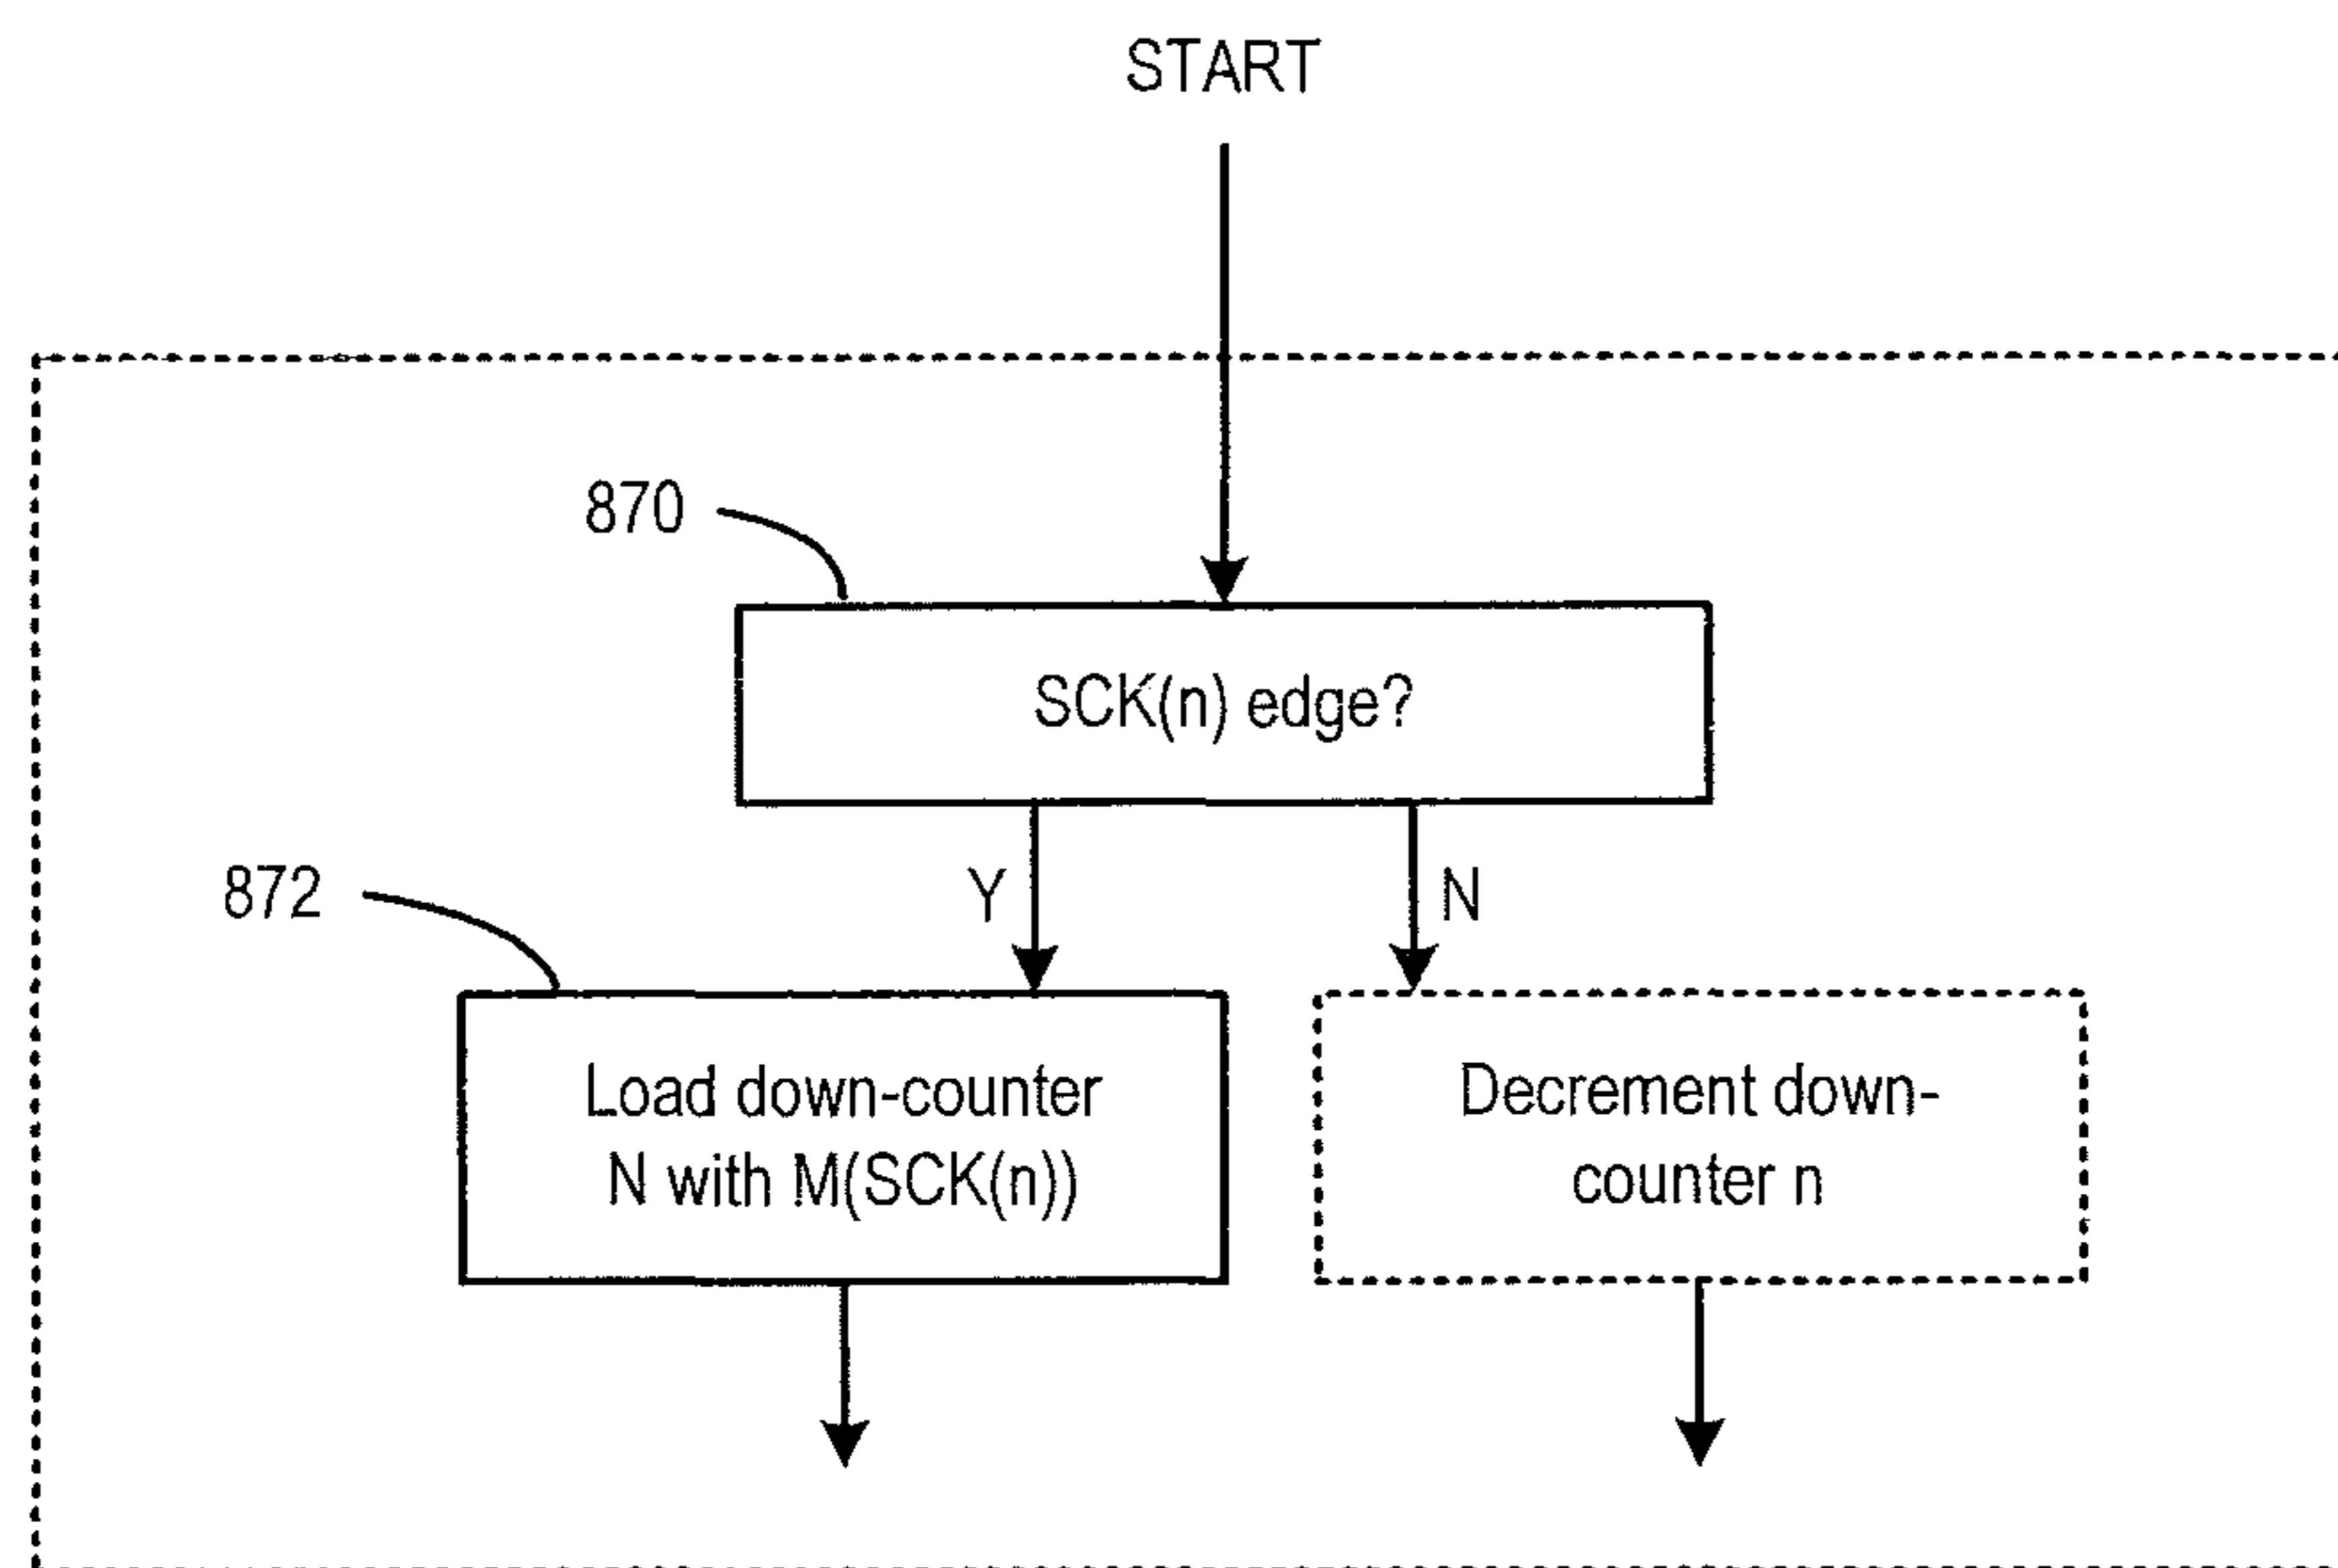 START
870
SCK(n) edge?
Y
N
872
Load down-counter
N with M(SCK(n))
Decrement down-
counter n